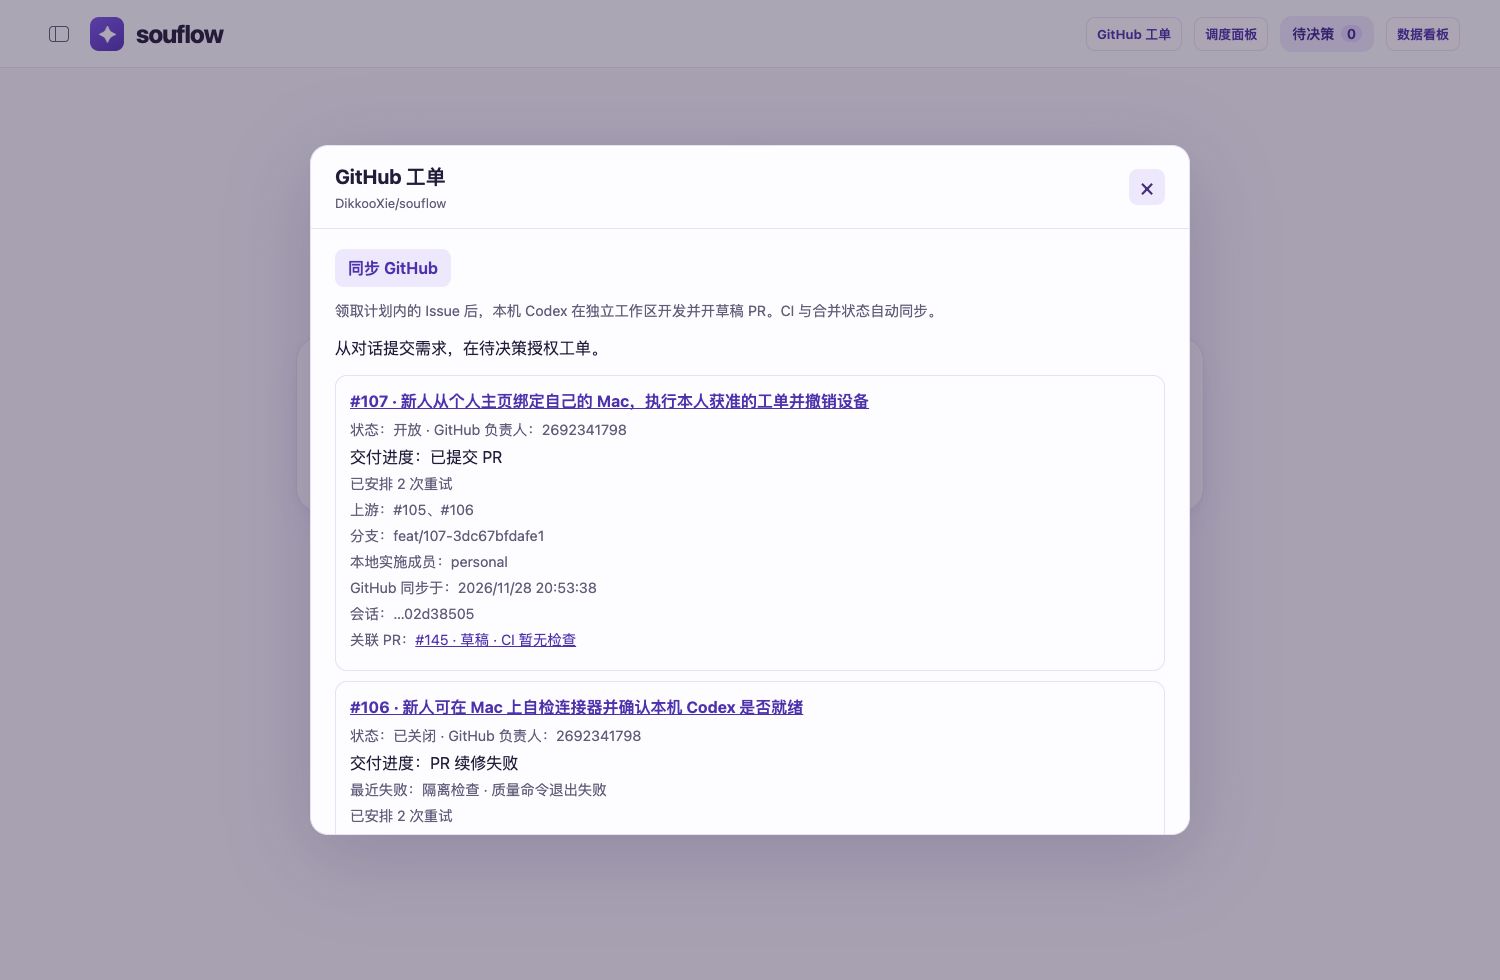 souflow
GitHub 工单
调度面板
待决策 0
数据看板
GitHub 工单
DikkooXie/souflow
同步 GitHub
领取计划内的 Issue 后，本机 Codex 在独立工作区开发并开草稿 PR。CI 与合并状态自动同步。
从对话提交需求，在待决策授权工单。
#107 · 新人从个人主页绑定自己的 Mac，执行本人获准的工单并撤销设备
状态：开放 · GitHub 负责人：2692341798
交付进度：已提交 PR
已安排 2 次重试
上游：#105、#106
分支：feat/107-3dc67bfdafe1
本地实施成员：personal
GitHub 同步于：2026/11/28 20:53:38
会话：…02d38505
关联 PR：#145 · 草稿 · CI 暂无检查
#106 · 新人可在 Mac 上自检连接器并确认本机 Codex 是否就绪
状态：已关闭 · GitHub 负责人：2692341798
交付进度：PR 续修失败
最近失败：隔离检查 · 质量命令退出失败
已安排 2 次重试